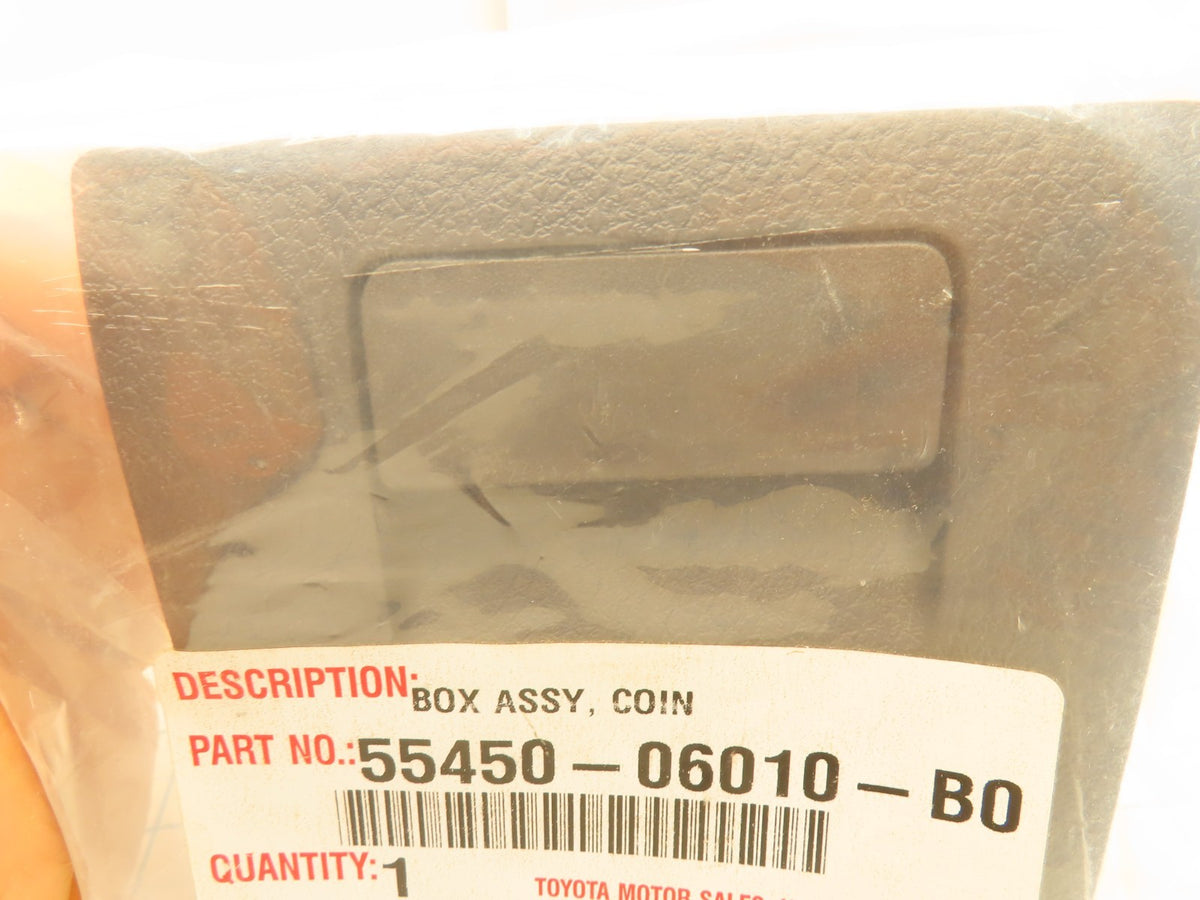 DESCRIPTION: BOX ASSY, COIN
PART NO.: 55450-06010-B0
QUANTITY: 1
TOYOTA MOTOR SALES